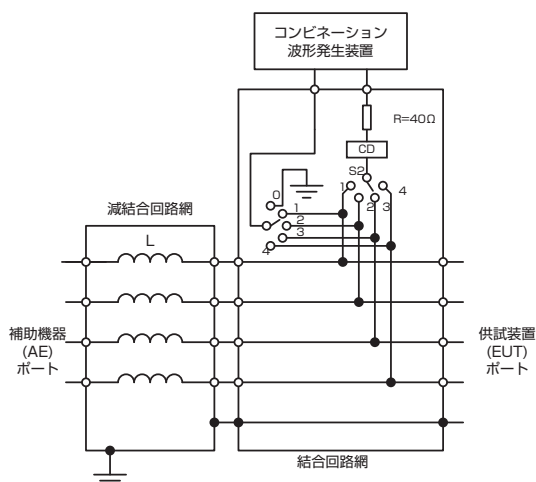 コンビネーション
波形発生装置
R=40Ω
CD
S2
1
4
2
3
0
1
2
3
4
減結合回路網
L
補助機器
(AE)
ポート
供試装置
(EUT)
ポート
結合回路網